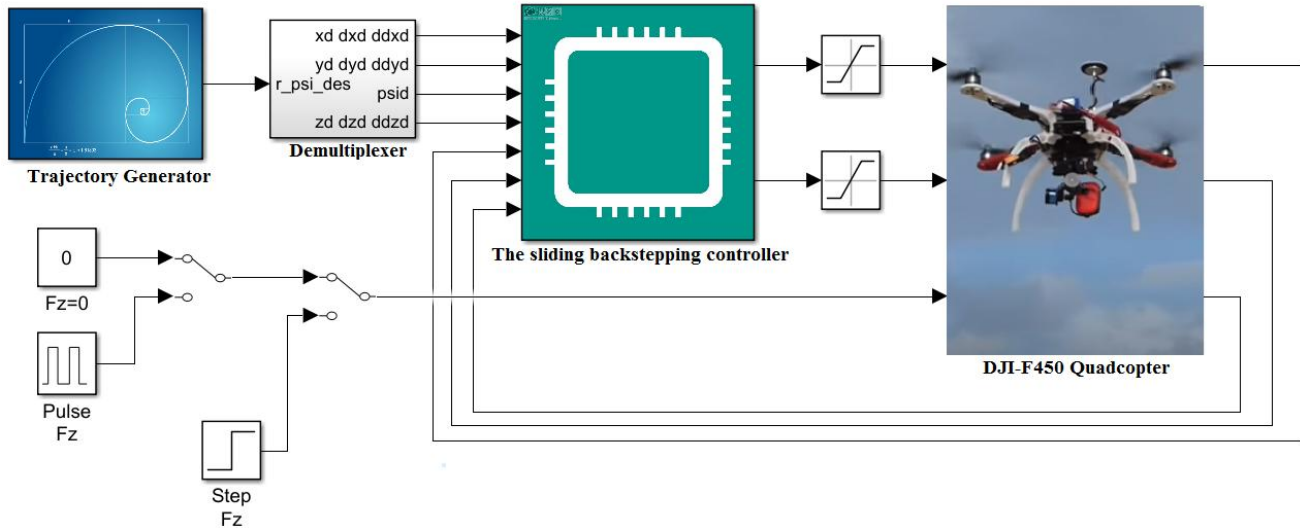 xd dxd ddxd
yd dyd ddyd
r_psi_des
psid
zd dzd ddzd
Demultiplexer
Trajectory Generator
The sliding backstepping controller
0
Fz=0
DJI-F450 Quadcopter
Pulse
Fz
Step
Fz